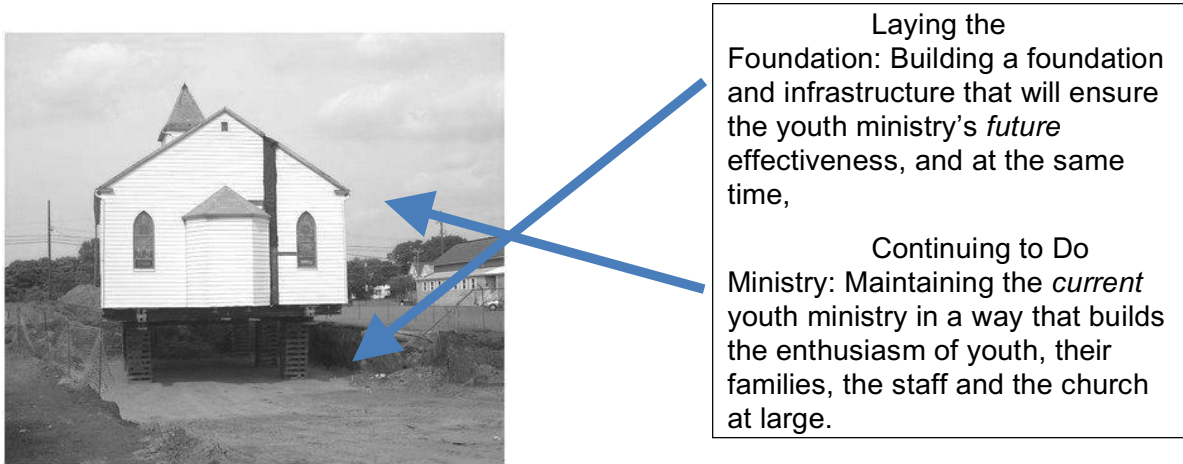 Laying the
Foundation: Building a foundation
and infrastructure that will ensure
the youth ministry’s future
effectiveness, and at the same
time,
Continuing to Do
Ministry: Maintaining the current
youth ministry in a way that builds
the enthusiasm of youth, their
families, the staff and the church
at large.